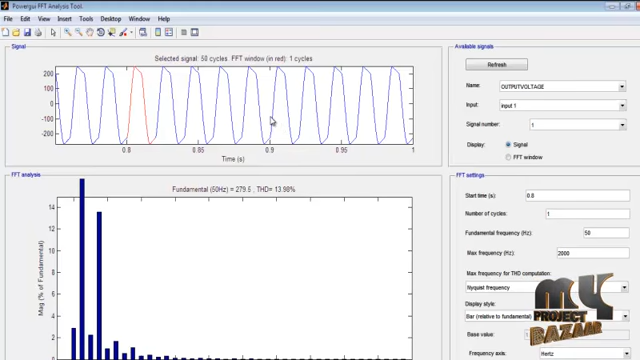 Powergui FFT Analysis Tool.
File Edit View Insert Tools Desktop Window Help
Signal
Selected signal: 50 cycles. FFT window (in red): 1 cycles
200
100
0
-100
-200
0.8 0.85 0.9 0.95 1
Time (s)
FFT analysis
Fundamental (50Hz) = 279.5 , THD= 13.98%
14
12
10
8
6
4
2
0
Mag (% of Fundamental)
Available signals
Refresh
Name: OUTPUTVOLTAGE
Input: input 1
Signal number: 1
Display: Signal
FFT window
FFT settings
Start time (s): 0.8
Number of cycles: 1
Fundamental frequency (Hz): 50
Max frequency (Hz): 2000
Max frequency for THD computation:
Nyquist frequency
Display style:
Bar (relative to fundamental)
Base value:
Frequency axis: Hertz
MY
PROJECT
BAZAAR